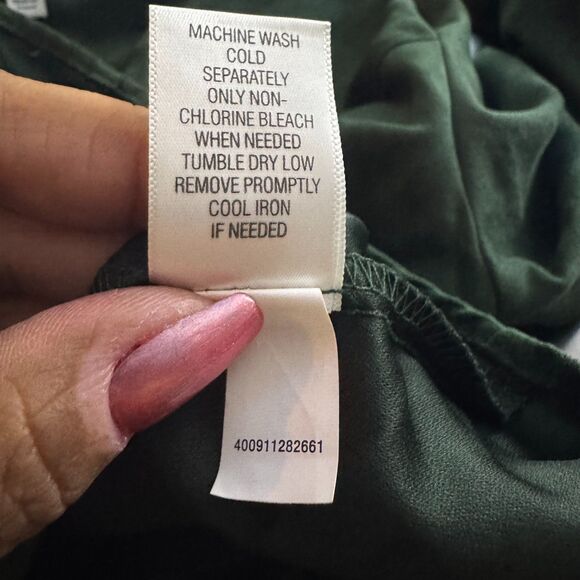 MACHINE WASH
COLD
SEPARATELY
ONLY NON-
CHLORINE BLEACH
WHEN NEEDED
TUMBLE DRY LOW
REMOVE PROMPTLY
COOL IRON
IF NEEDED
400911282661